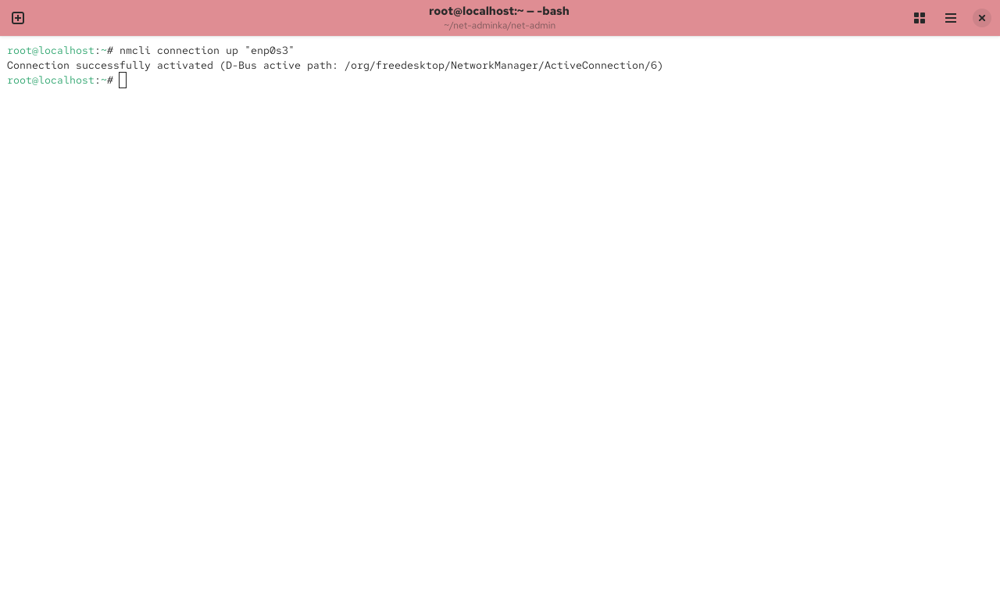 root@localhost:~ — -bash
~/net-adminka/net-admin
root@localhost:~# nmcli connection up "enp0s3"
Connection successfully activated (D-Bus active path: /org/freedesktop/NetworkManager/ActiveConnection/6)
root@localhost:~#